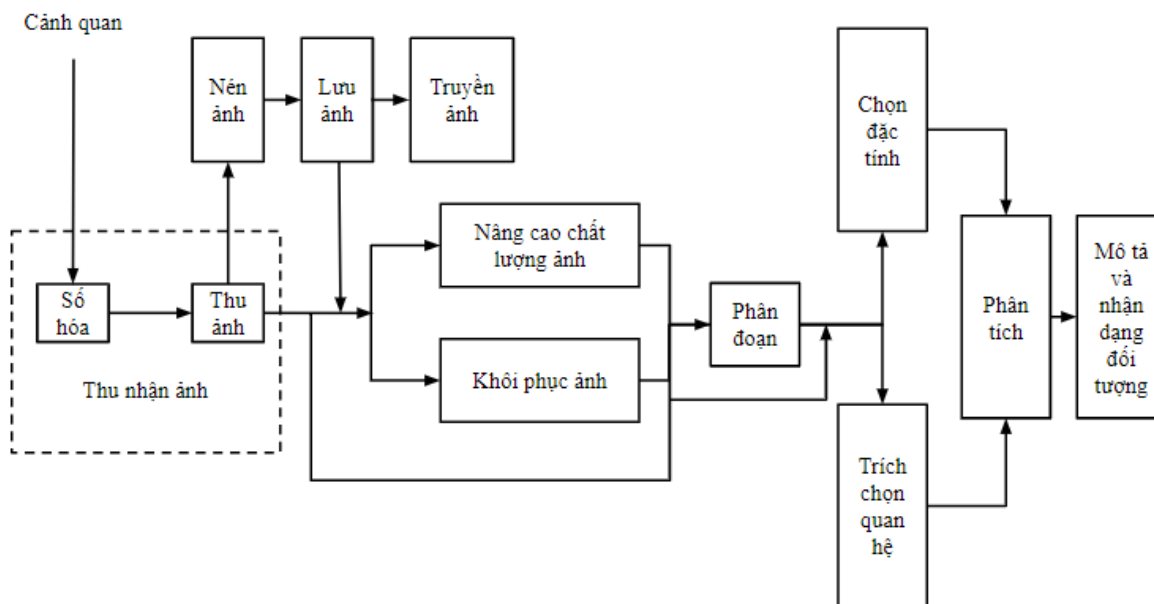 Cảnh quan
Nén
ảnh
Lưu
ảnh
Truyền
ảnh
Số
hóa
Thu
ảnh
Thu nhận ảnh
Nâng cao chất
lượng ảnh
Khôi phục ảnh
Phân
đoạn
Chọn
đặc
tính
Trích
chọn
quan
hệ
Phân
tích
Mô tả
và
nhận
dạng
đối
tượng